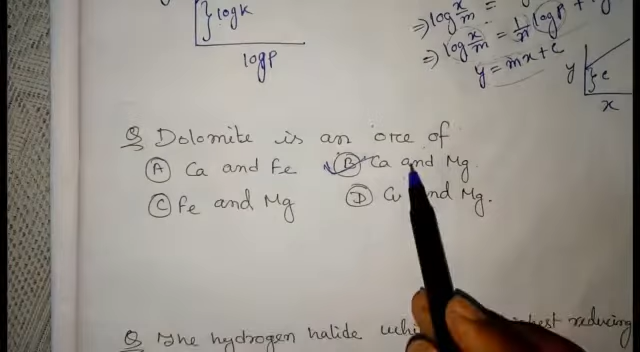 } log K
log P
⇒ log x/m =
⇒ log x/m = 1/n log P +
y = mx + c
y } c
x
Q Dolomite is an ore of
(A) Ca and Fe (B) Ca and Mg
(C) Fe and Mg (D) and Mg.
Q The hydrogen halide reducing